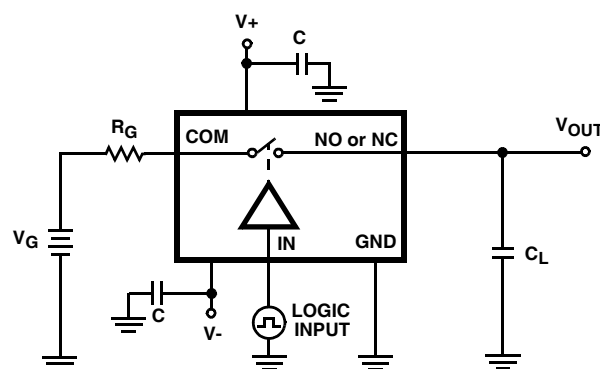 V+
C
RG
COM
NO or NC
VOUT
VG
IN
GND
CL
C
V-
LOGIC
INPUT